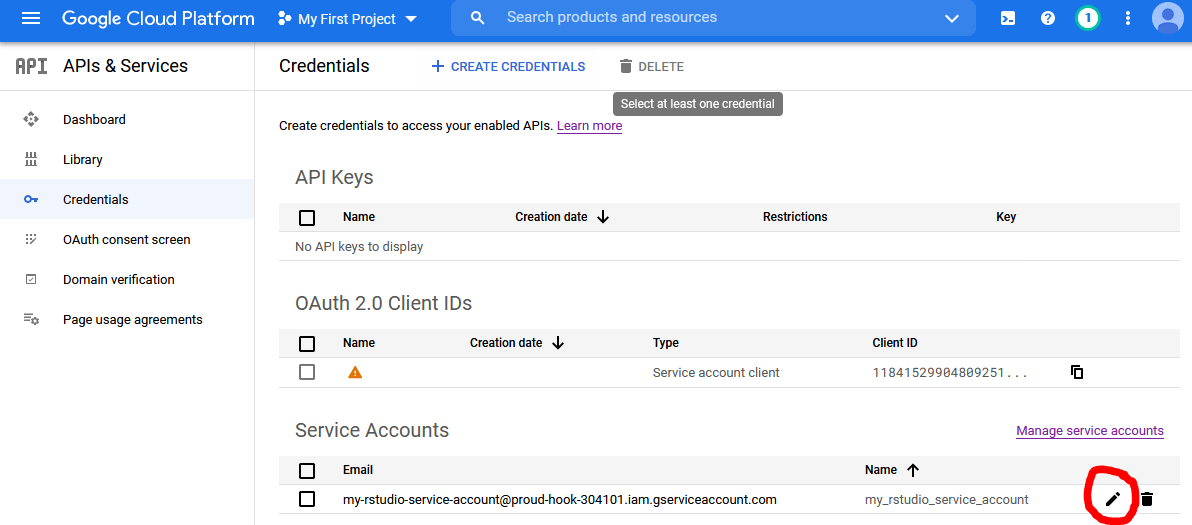 Google Cloud Platform My First Project Search products and resources 1
API APIs & Services Credentials CREATE CREDENTIALS DELETE
Select at least one credential
Dashboard
Library
Credentials
OAuth consent screen
Domain verification
Page usage agreements
Create credentials to access your enabled APIs. Learn more
API Keys
Name Creation date Restrictions Key
No API keys to display
OAuth 2.0 Client IDs
Name Creation date Type Client ID
Service account client 11841529904809251...
Service Accounts Manage service accounts
Email Name
my-rstudio-service-account@proud-hook-304101.iam.gserviceaccount.com my_rstudio_service_account